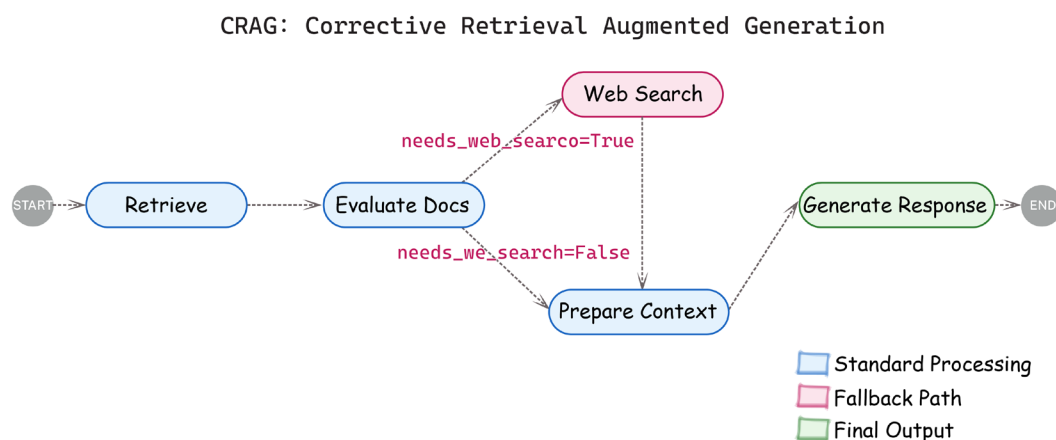 CRAG: Corrective Retrieval Augmented Generation
Web Search
needs_web_searco=True
START
Retrieve
Evaluate Docs
Generate Response
END
needs_we_search=False
Prepare Context
Standard Processing
Fallback Path
Final Output